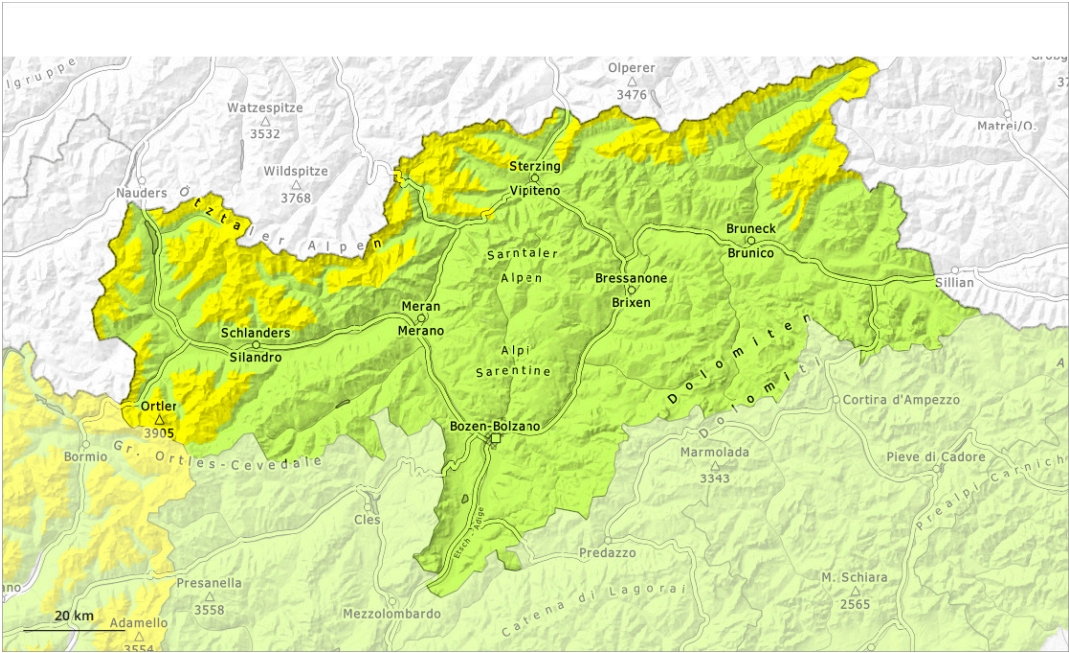 Olperer
3476
Watzespitze
3532
Matrei/O.
Sterzing
Vipiteno
Wildspitze
3768
Nauders
Ötztaler Alpen
Bruneck
Brunico
Sarntaler
Alpen
Bressanone
Brixen
Sillian
Meran
Merano
Schlanders
Silandro
Alpi
Sarentine
Dolomiten
Dolomiti
Ortler
3905
Cortina d'Ampezzo
Bozen-Bolzano
Bormio
Gr. Ortles-Cevedale
Marmolada
3343
Pieve di Cadore
Prealpi Carnich
Cles
Etsch - Adige
Predazzo
Presanella
3558
M. Schiara
2565
Mezzolombardo
Catena di Lagorai
20 km
Adamello
3554